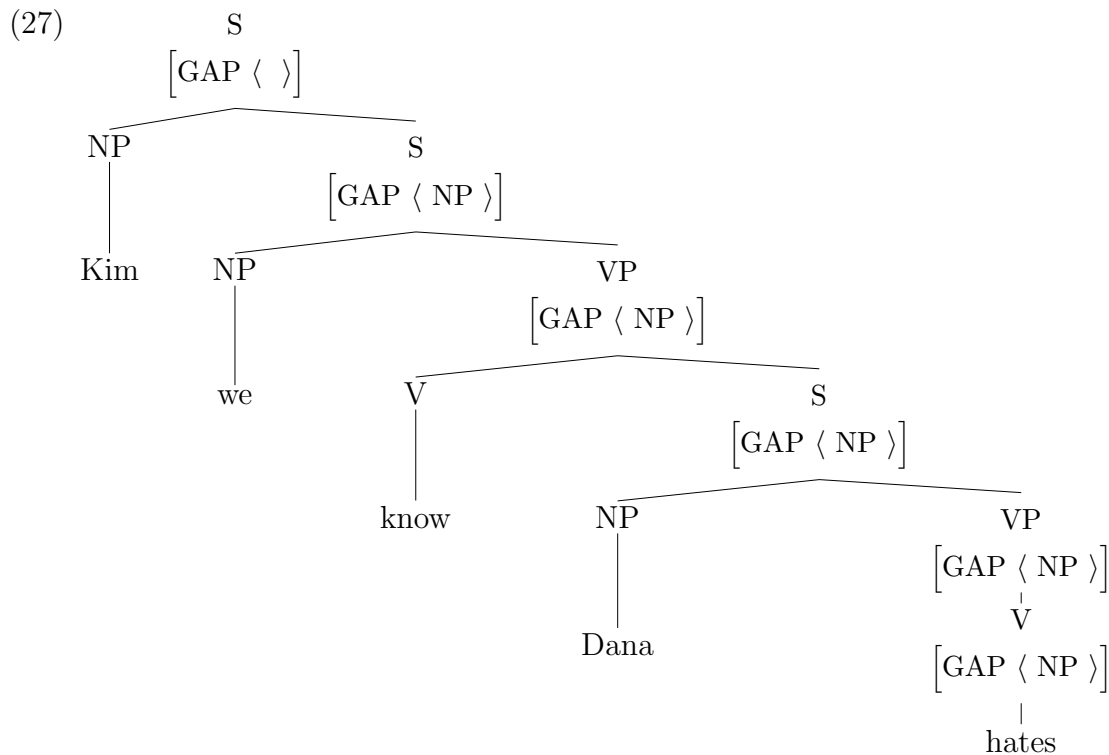 (27) S
[GAP ⟨ ⟩]
NP S
[GAP ⟨ NP ⟩]
Kim NP VP
[GAP ⟨ NP ⟩]
we V S
[GAP ⟨ NP ⟩]
know NP VP
[GAP ⟨ NP ⟩]
V
Dana
[GAP ⟨ NP ⟩]
hates